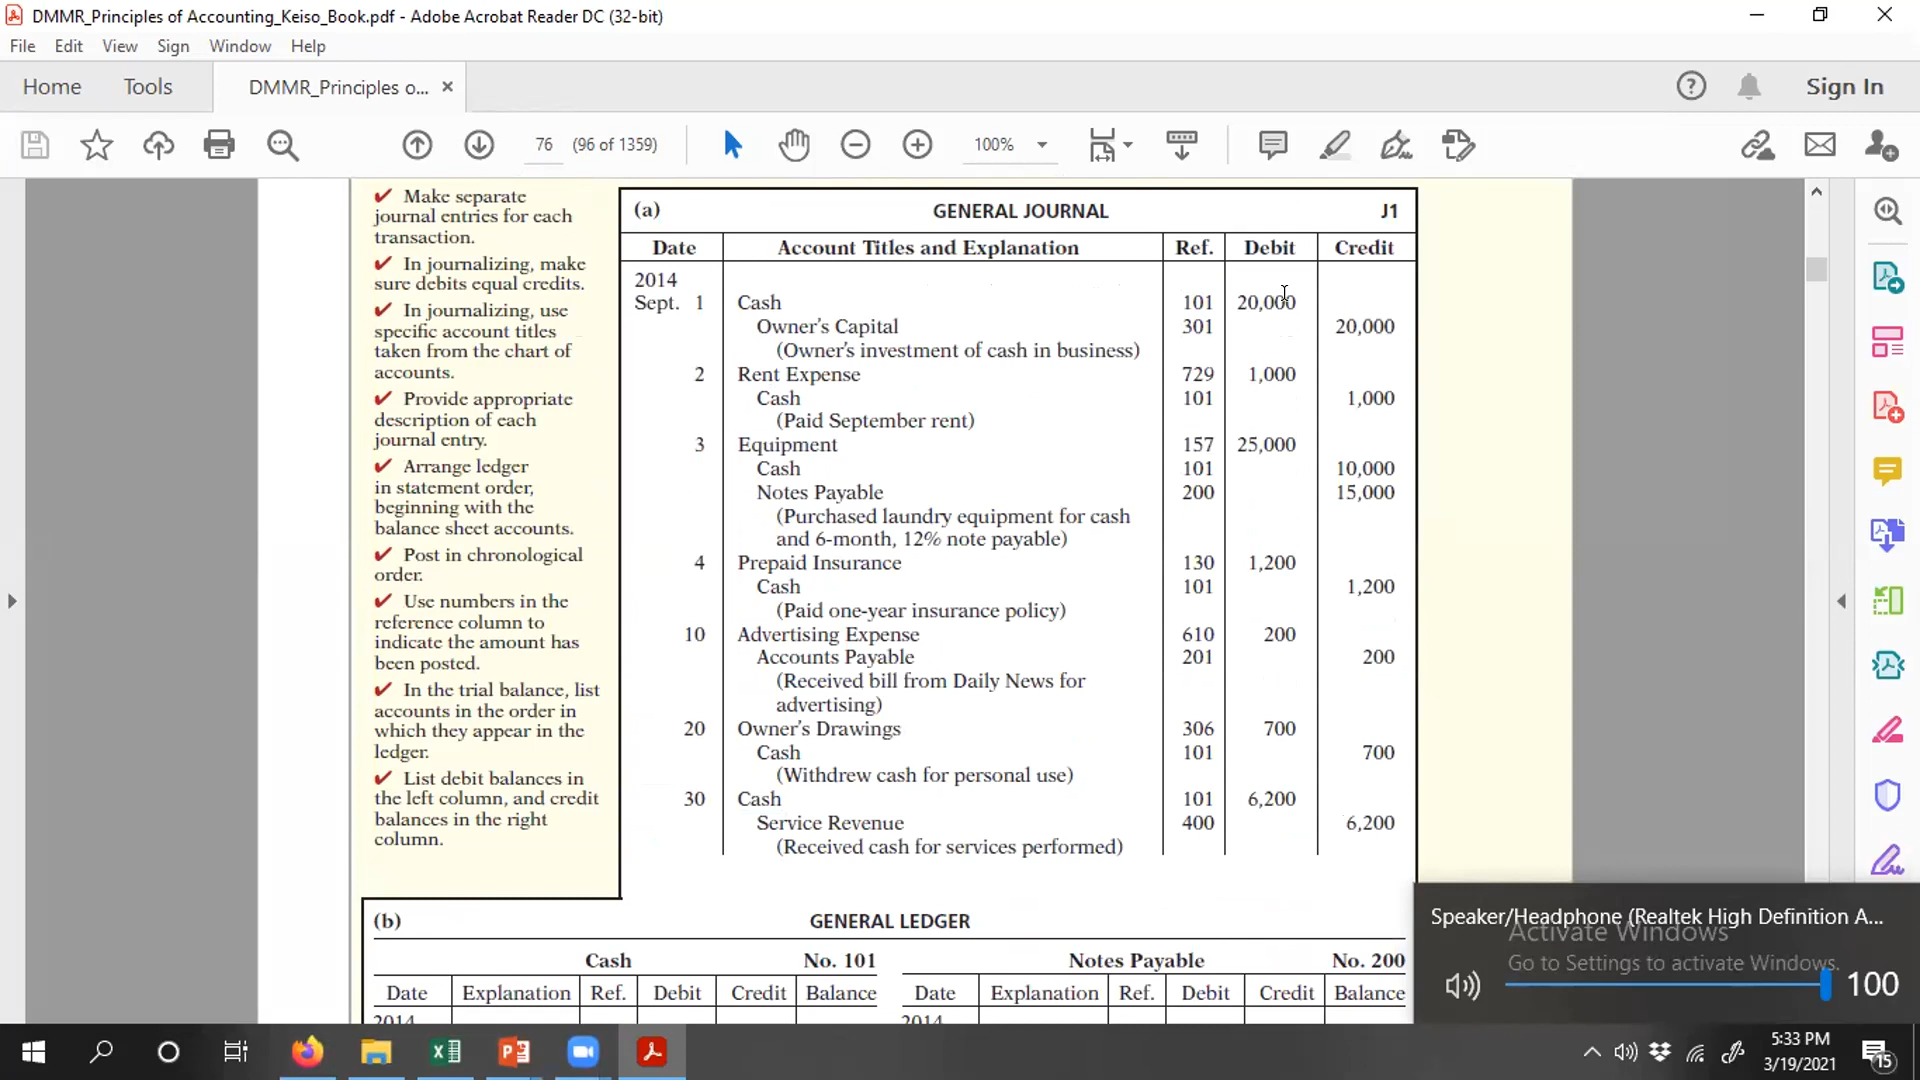 DMMR_Principles of Accounting_Keiso_Book.pdf - Adobe Acrobat Reader DC (32-bit)
File Edit View Sign Window Help
Home Tools DMMR_Principles o... × Sign In
76 (96 of 1359) 100%
✔ Make separate
journal entries for each
transaction.
✔ In journalizing, make
sure debits equal credits.
✔ In journalizing, use
specific account titles
taken from the chart of
accounts.
✔ Provide appropriate
description of each
journal entry.
✔ Arrange ledger
in statement order,
beginning with the
balance sheet accounts.
✔ Post in chronological
order.
✔ Use numbers in the
reference column to
indicate the amount has
been posted.
✔ In the trial balance, list
accounts in the order in
which they appear in the
ledger.
✔ List debit balances in
the left column, and credit
balances in the right
column.
(a) GENERAL JOURNAL J1
Date Account Titles and Explanation Ref. Debit Credit
2014
Sept. 1 Cash 101 20,000
Owner's Capital 301 20,000
(Owner's investment of cash in business)
2 Rent Expense 729 1,000
Cash 101 1,000
(Paid September rent)
3 Equipment 157 25,000
Cash 101 10,000
Notes Payable 200 15,000
(Purchased laundry equipment for cash
and 6-month, 12% note payable)
4 Prepaid Insurance 130 1,200
Cash 101 1,200
(Paid one-year insurance policy)
10 Advertising Expense 610 200
Accounts Payable 201 200
(Received bill from Daily News for
advertising)
20 Owner's Drawings 306 700
Cash 101 700
(Withdrew cash for personal use)
30 Cash 101 6,200
Service Revenue 400 6,200
(Received cash for services performed)
(b) GENERAL LEDGER
Cash No. 101 Notes Payable No. 200
Date Explanation Ref. Debit Credit Balance Date Explanation Ref. Debit Credit Balance
2014 2014
Speaker/Headphone (Realtek High Definition A...
Activate Windows
Go to Settings to activate Windows.
100
5:33 PM
3/19/2021
15